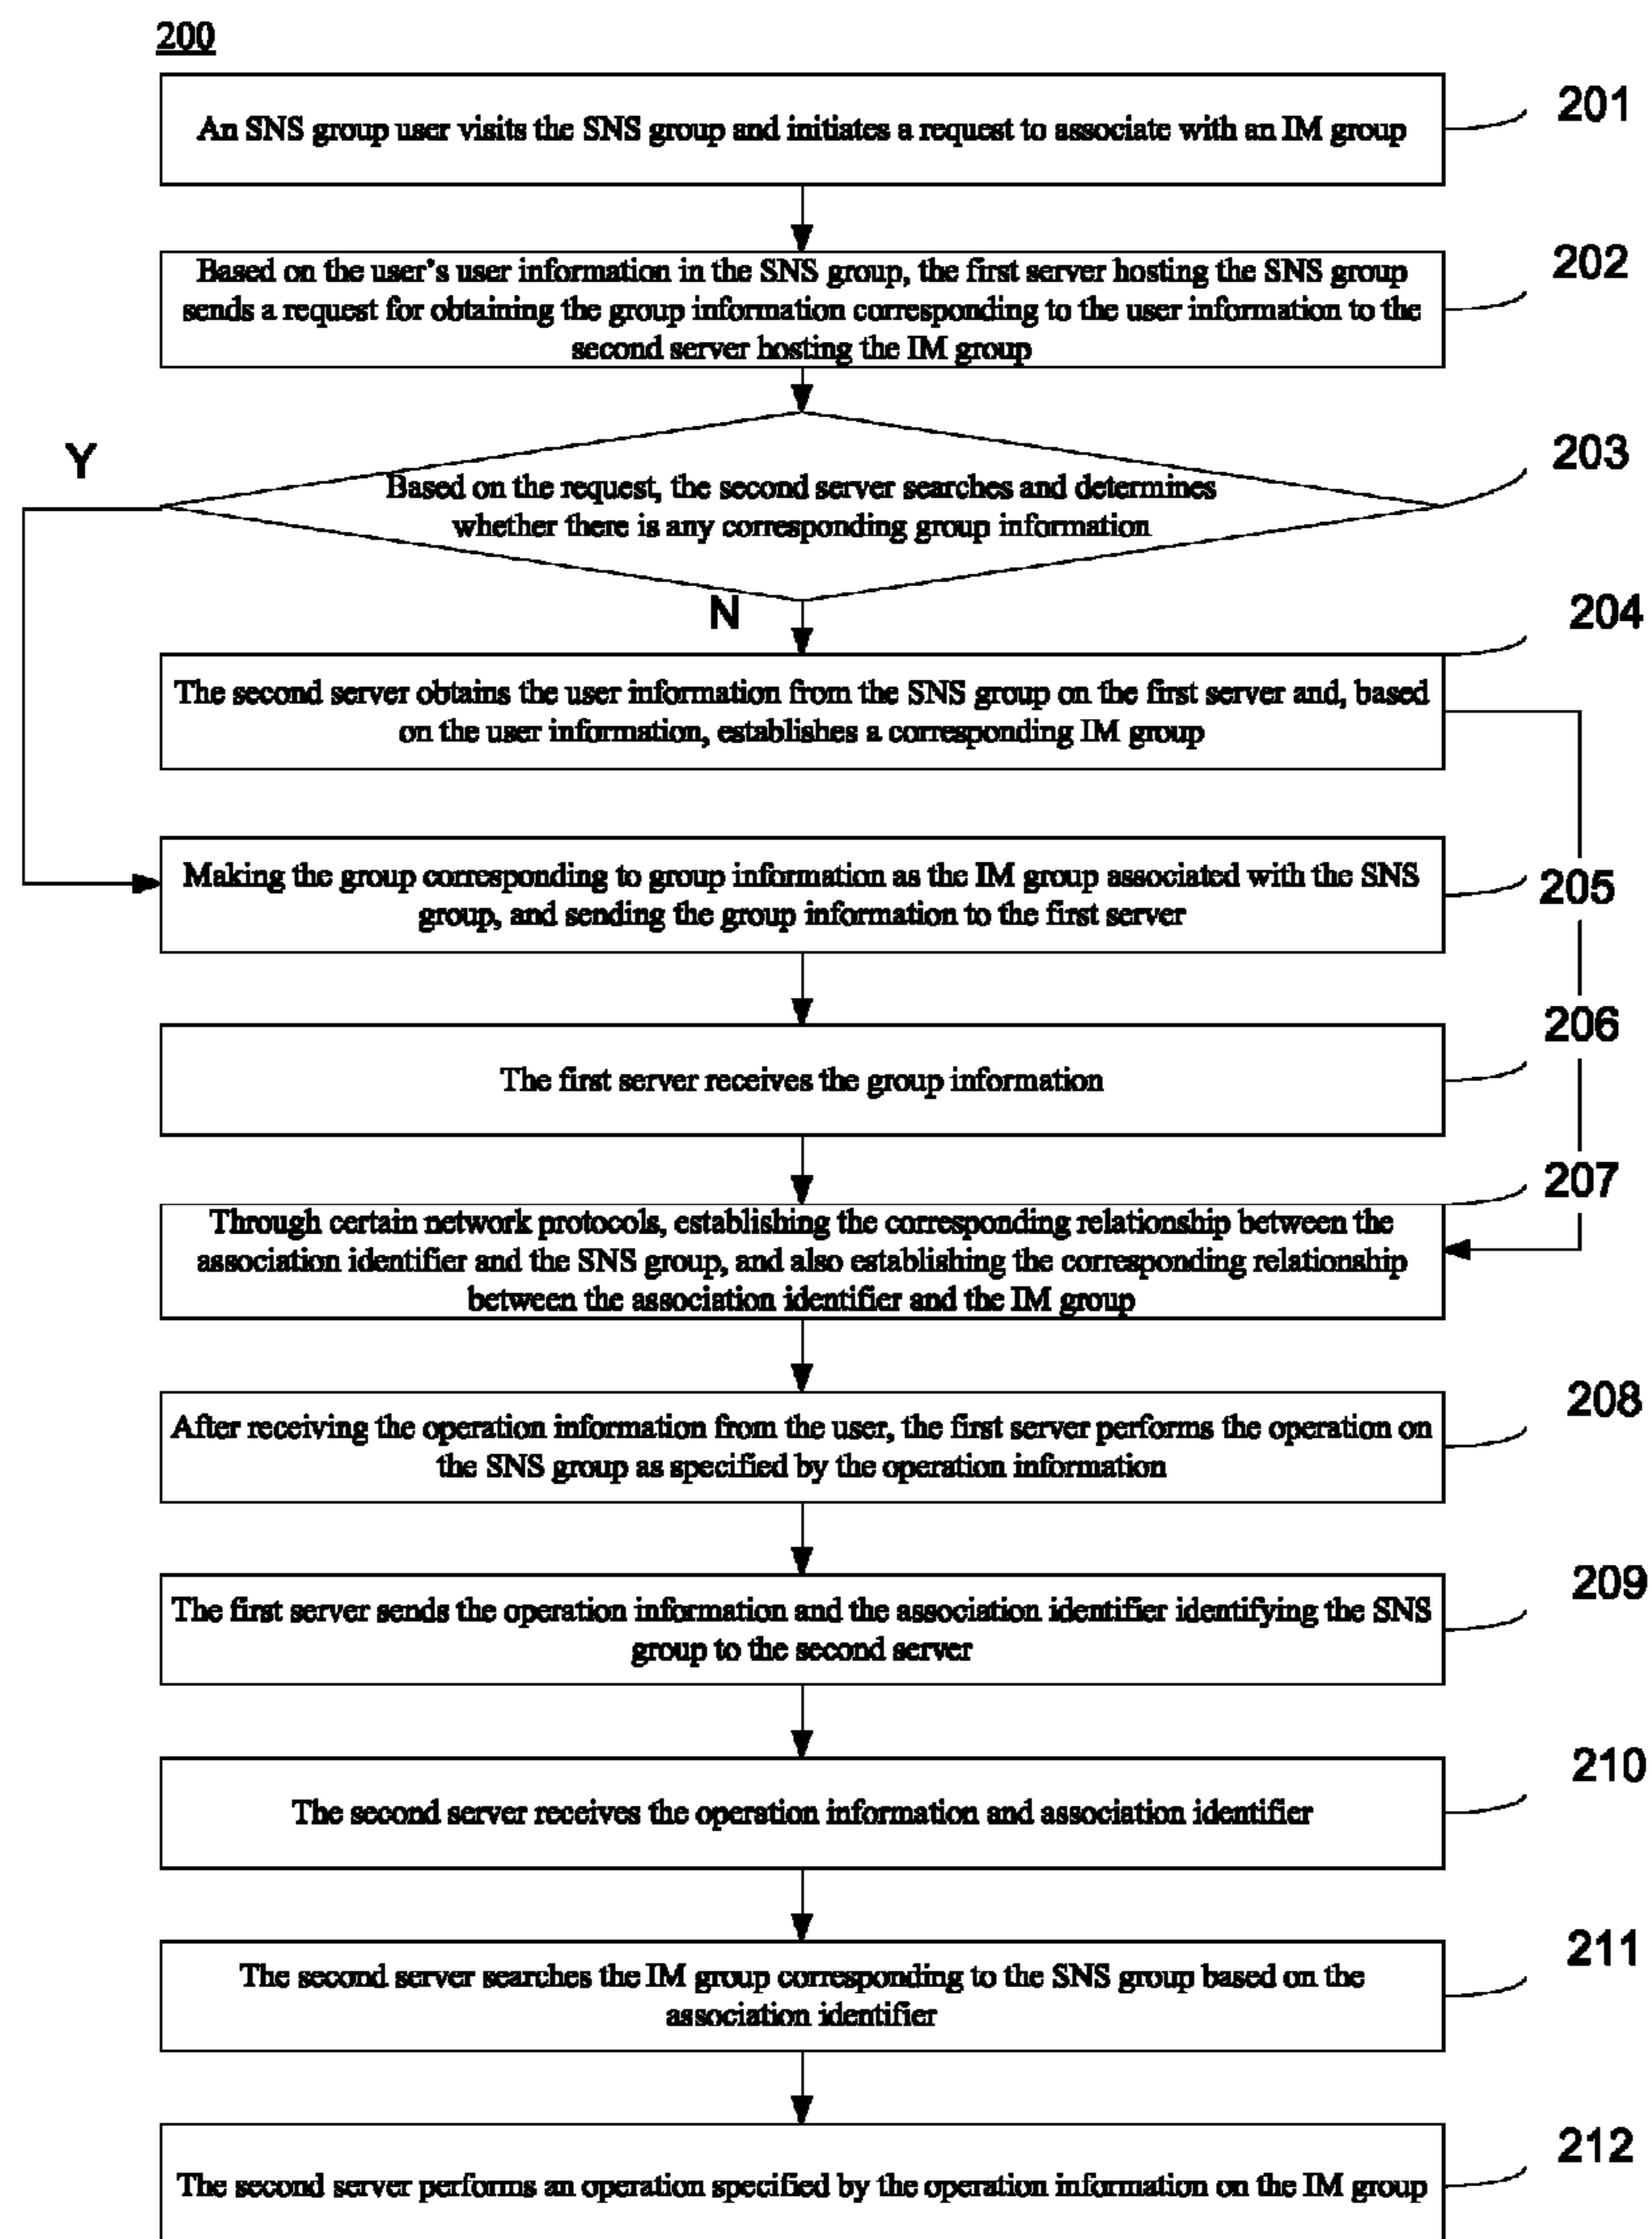 200
An SNS group user visits the SNS group and initiates a request to associate with an IM group
201
Based on the user's user information in the SNS group, the first server hosting the SNS group
sends a request for obtaining the group information corresponding to the user information to the
second server hosting the IM group
202
Y
Based on the request, the second server searches and determines
whether there is any corresponding group information
203
N
The second server obtains the user information from the SNS group on the first server and, based
on the user information, establishes a corresponding IM group
204
Making the group corresponding to group information as the IM group associated with the SNS
group, and sending the group information to the first server
205
The first server receives the group information
206
Through certain network protocols, establishing the corresponding relationship between the
association identifier and the SNS group, and also establishing the corresponding relationship
between the association identifier and the IM group
207
After receiving the operation information from the user, the first server performs the operation on
the SNS group as specified by the operation information
208
The first server sends the operation information and the association identifier identifying the SNS
group to the second server
209
The second server receives the operation information and association identifier
210
The second server searches the IM group corresponding to the SNS group based on the
association identifier
211
The second server performs an operation specified by the operation information on the IM group
212